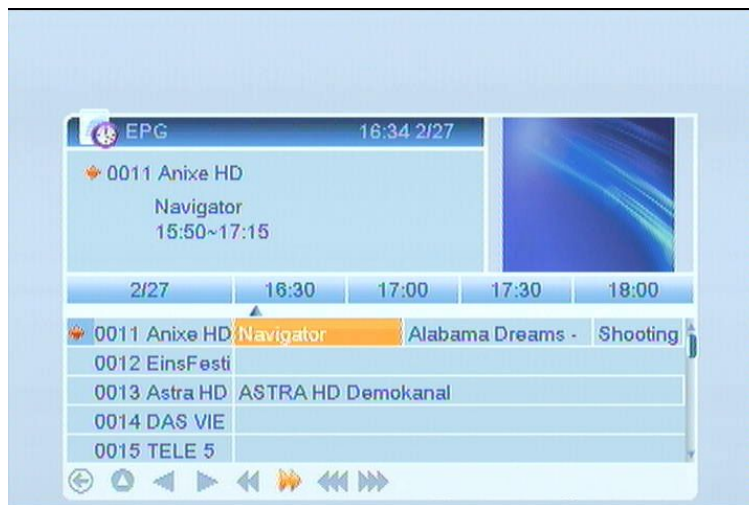 EPG 16:34 2/27
0011 Anixe HD
Navigator
15:50~17:15
2/27 16:30 17:00 17:30 18:00
0011 Anixe HD Navigator Alabama Dreams - Shooting
0012 EinsFesti
0013 Astra HD ASTRA HD Demokanal
0014 DAS VIE
0015 TELE 5